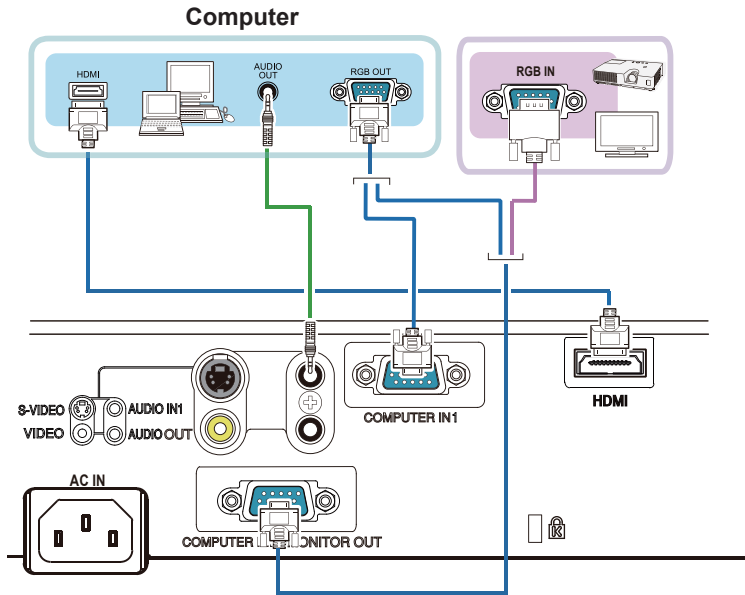 Computer
HDMI
AUDIO
OUT
RGB OUT
RGB IN
S-VIDEO
AUDIO IN1
VIDEO
AUDIO OUT
COMPUTER IN1
HDMI
AC IN
COMPUTER ONITOR OUT
K